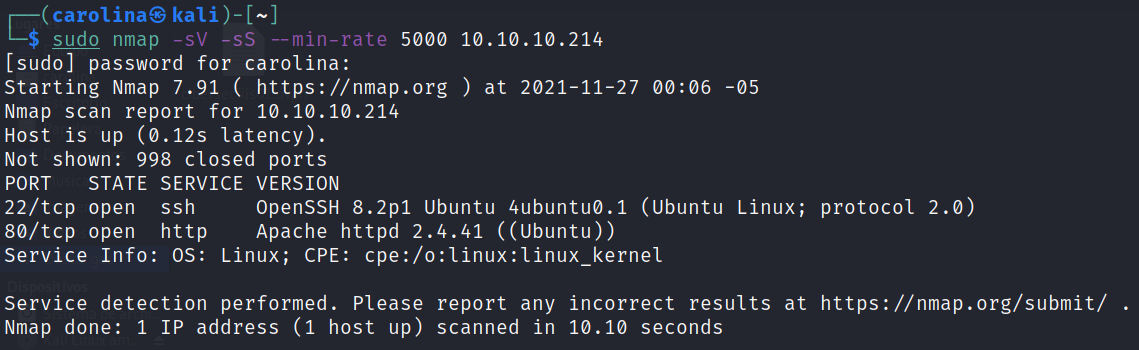 ┌──(carolina㉿kali)-[~]
└─$ sudo nmap -sV -sS --min-rate 5000 10.10.10.214
[sudo] password for carolina:
Starting Nmap 7.91 ( https://nmap.org ) at 2021-11-27 00:06 -05
Nmap scan report for 10.10.10.214
Host is up (0.12s latency).
Not shown: 998 closed ports
PORT   STATE SERVICE VERSION
22/tcp open  ssh     OpenSSH 8.2p1 Ubuntu 4ubuntu0.1 (Ubuntu Linux; protocol 2.0)
80/tcp open  http    Apache httpd 2.4.41 ((Ubuntu))
Service Info: OS: Linux; CPE: cpe:/o:linux:linux_kernel
Dispositivos
Service detection performed. Please report any incorrect results at https://nmap.org/submit/ .
Nmap done: 1 IP address (1 host up) scanned in 10.10 seconds